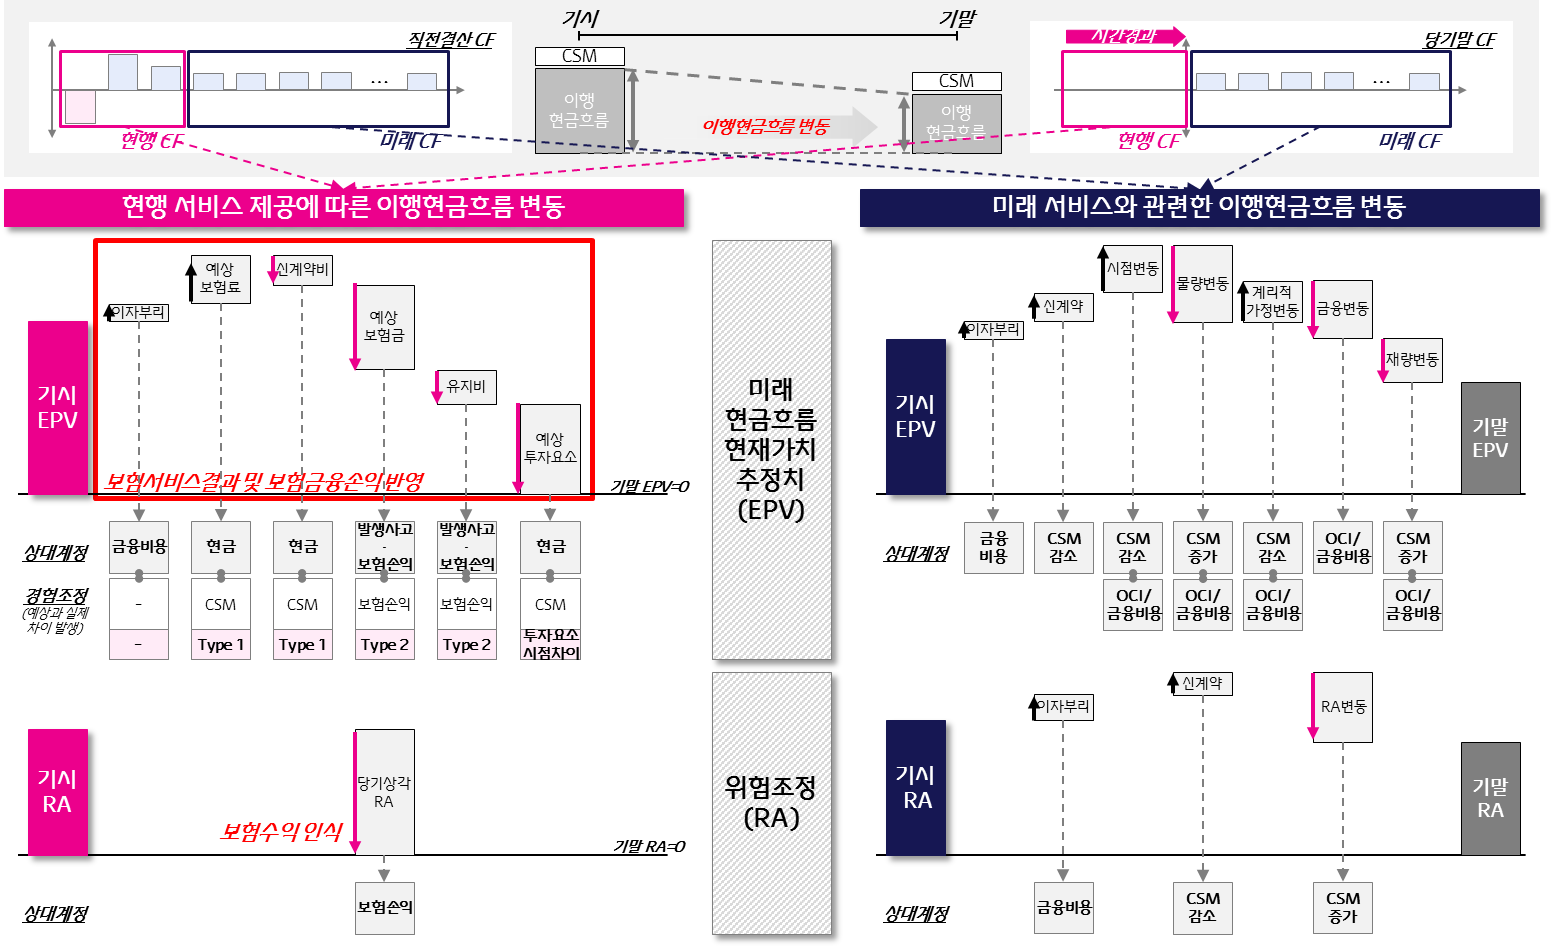 기시
기말
직전결산 CF
현행 CF
미래 CF
CSM
이행
현금흐름
이행현금흐름 변동
CSM
이행
현금흐름
시간경과
당기말 CF
현행 CF
미래 CF
...
...
현행 서비스 제공에 따른 이행현금흐름 변동
미래 서비스와 관련한 이행현금흐름 변동
기시
EPV
이자부리
예상
보험료
신계약비
예상
보험금
유지비
예상
투자요소
보험서비스결과 및 보험금융손익 반영
기말 EPV=0
상대계정
금융비용
현금
현금
발생사고
-
보험손익
발생사고
-
보험손익
현금
경험조정
(예상과 실제
차이 발생)
-
CSM
CSM
보험손익
보험손익
CSM
-
Type 1
Type 1
Type 2
Type 2
투자요소
시점차이
미래
현금흐름
현재가치
추정치
(EPV)
기시
EPV
이자부리
신계약
시점변동
물량변동
계리적
가정변동
금융변동
재량변동
기말
EPV
상대계정
금융
비용
CSM
감소
CSM
감소
CSM
증가
CSM
감소
OCI/
금융비용
CSM
증가
OCI/
금융비용
OCI/
금융비용
OCI/
금융비용
OCI/
금융비용
기시
RA
당기상각
RA
보험수익 인식
기말 RA=0
상대계정
보험손익
위험조정
(RA)
기시
RA
이자부리
신계약
RA변동
기말
RA
상대계정
금융비용
CSM
감소
CSM
증가